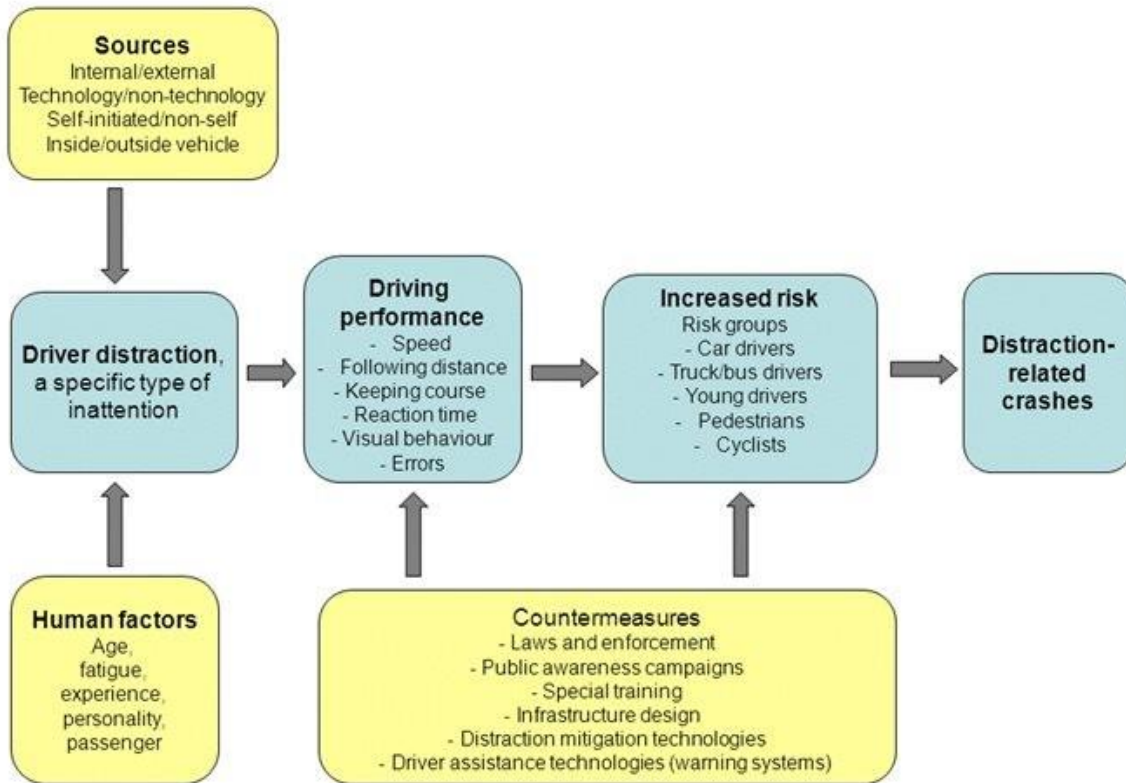 Sources
Internal/external
Technology/non-technology
Self-initiated/non-self
Inside/outside vehicle
Driver distraction,
a specific type of
inattention
Driving
performance
- Speed
- Following distance
- Keeping course
- Reaction time
- Visual behaviour
- Errors
Increased risk
Risk groups
- Car drivers
- Truck/bus drivers
- Young drivers
- Pedestrians
- Cyclists
Distraction-
related
crashes
Human factors
Age,
fatigue,
experience,
personality,
passenger
Countermeasures
- Laws and enforcement
- Public awareness campaigns
- Special training
- Infrastructure design
- Distraction mitigation technologies
- Driver assistance technologies (warning systems)